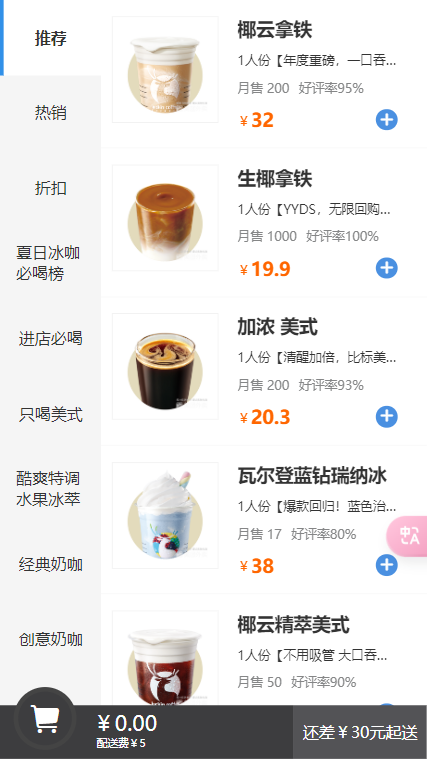 推荐
热销
折扣
夏日冰咖
必喝榜
进店必喝
只喝美式
酷爽特调
水果冰萃
经典奶咖
创意奶咖
椰云拿铁
1人份【年度重磅，一口吞...
月售 200 好评率95%
￥32
生椰拿铁
1人份【YYDS，无限回购...
月售 1000 好评率100%
￥19.9
加浓 美式
1人份【清醒加倍，比标美...
月售 200 好评率93%
￥20.3
瓦尔登蓝钻瑞纳冰
1人份【爆款回归！蓝色治...
月售 17 好评率80%
￥38
椰云精萃美式
1人份【不用吸管 大口吞...
月售 50 好评率90%
中A
￥0.00
配送费￥5
还差￥30元起送